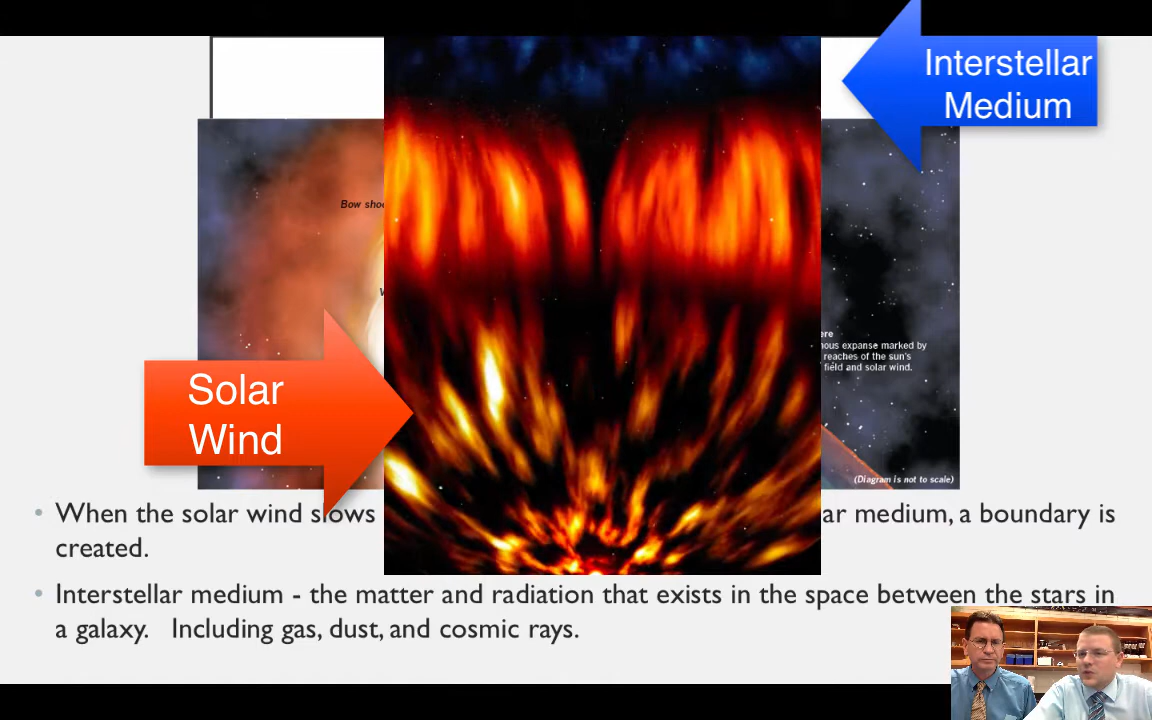 Interstellar
Medium
Bow shoc
ere
nous expanse marked by
reaches of the sun's
field and solar wind.
Solar
Wind
(Diagram is not to scale)
• When the solar wind slows ar medium, a boundary is
created.
• Interstellar medium - the matter and radiation that exists in the space between the stars in
a galaxy. Including gas, dust, and cosmic rays.